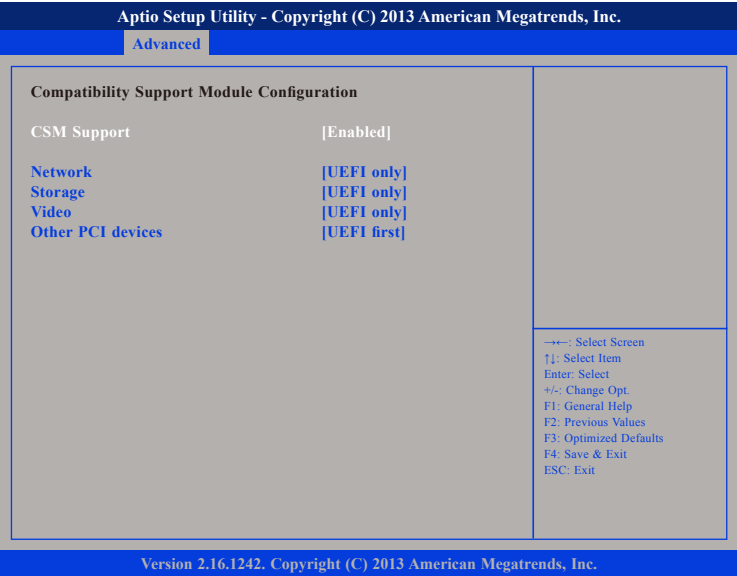 Aptio Setup Utility - Copyright (C) 2013 American Megatrends, Inc.
Advanced
Compatibility Support Module Configuration
CSM Support [Enabled]
Network [UEFI only]
Storage [UEFI only]
Video [UEFI only]
Other PCI devices [UEFI first]
→←: Select Screen
↑↓: Select Item
Enter: Select
+/-: Change Opt.
F1: General Help
F2: Previous Values
F3: Optimized Defaults
F4: Save & Exit
ESC: Exit
Version 2.16.1242. Copyright (C) 2013 American Megatrends, Inc.